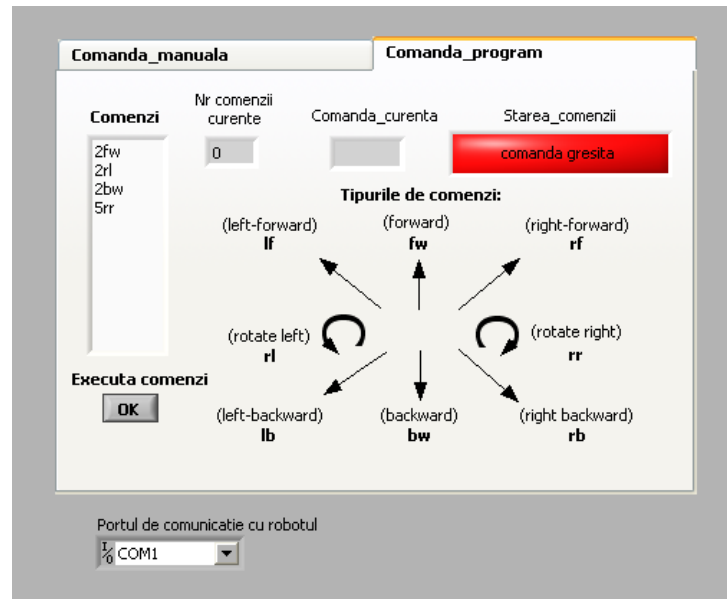 Comanda_manuala
Comanda_program
Comenzi
Nr comenzii
curente
Comanda_curenta
Starea_comenzii
2fw
2rl
2bw
5rr
0
comanda gresita
Tipurile de comenzi:
(left-forward)
lf
(forward)
fw
(right-forward)
rf
(rotate left)
rl
(rotate right)
rr
Executa comenzi
OK
(left-backward)
lb
(backward)
bw
(right backward)
rb
Portul de comunicatie cu robotul
I/O COM1